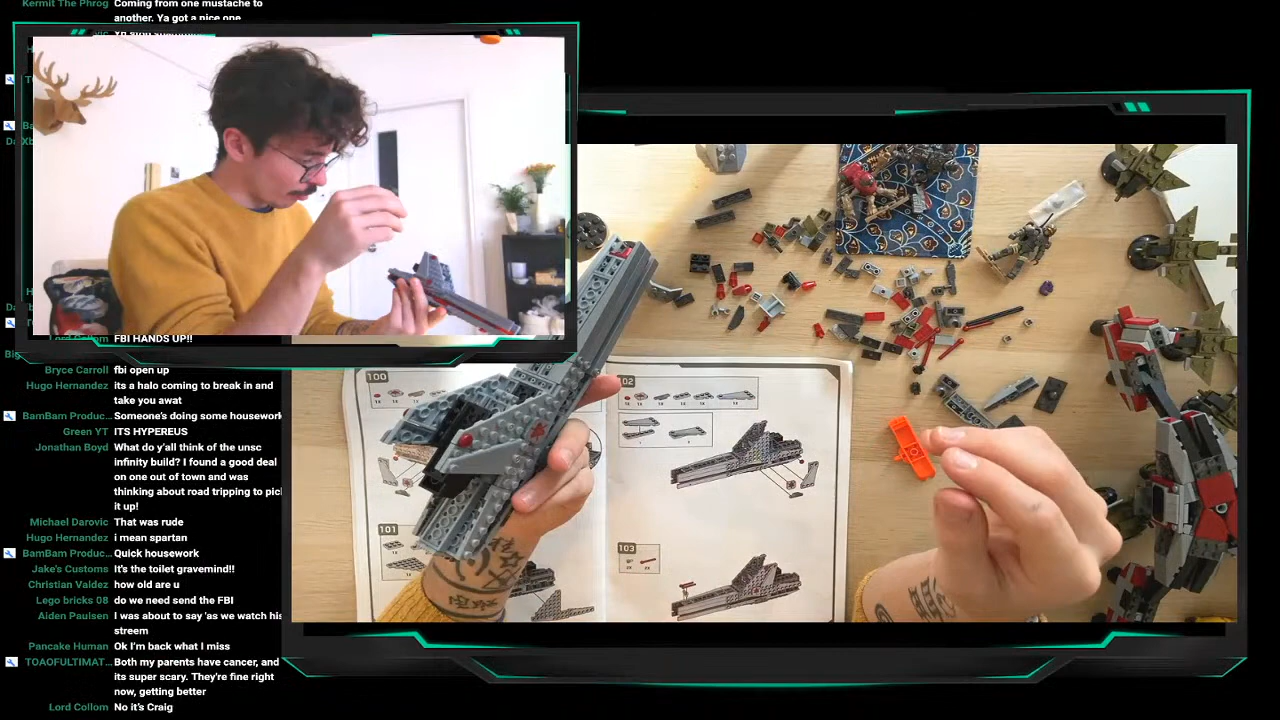 Kermit The Phrog Coming from one mustache to
another. Ya got a nice one
Lord Collom FBI HANDS UP!!
Bryce Carroll fbi open up
Hugo Hernandez its a halo coming to break in and
take you awat
BamBam Produc... Someone's doing some housework
Green YT ITS HYPEREUS
Jonathan Boyd What do y'all think of the unsc
infinity build? I found a good deal
on one out of town and was
thinking about road tripping to pick
it up!
Michael Darovic That was rude
Hugo Hernandez i mean spartan
BamBam Produc... Quick housework
Jake's Customs It's the toilet gravemind!!
Christian Valdez how old are u
Lego bricks 08 do we need send the FBI
Aiden Paulsen I was about to say 'as we watch his
streem
Pancake Human Ok I'm back what I miss
TOAOFULTIMAT... Both my parents have cancer, and
its super scary. They're fine right
now, getting better
Lord Collom No it's Craig
100
101
103